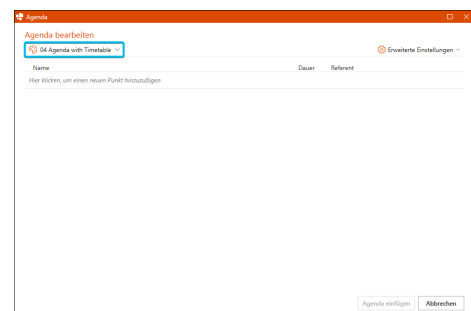 Agenda
Agenda bearbeiten
04 Agenda with Timetable
Erweiterte Einstellungen
Name Dauer Referent
Hier klicken, um einen neuen Punkt hinzuzufügen
Agenda einfügen Abbrechen